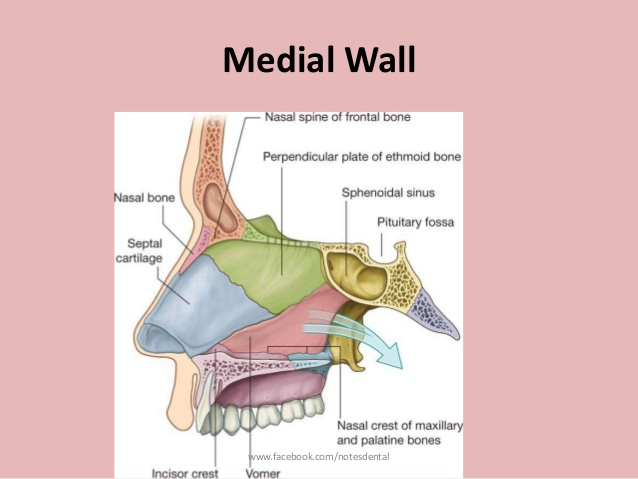 Medial Wall
Nasal spine of frontal bone
Perpendicular plate of ethmoid bone
Sphenoidal sinus
Nasal bone
Pituitary fossa
Septal
cartilage
Nasal crest of maxillary
and palatine bones
www.facebook.com/notesdental
Incisor crest
Vomer